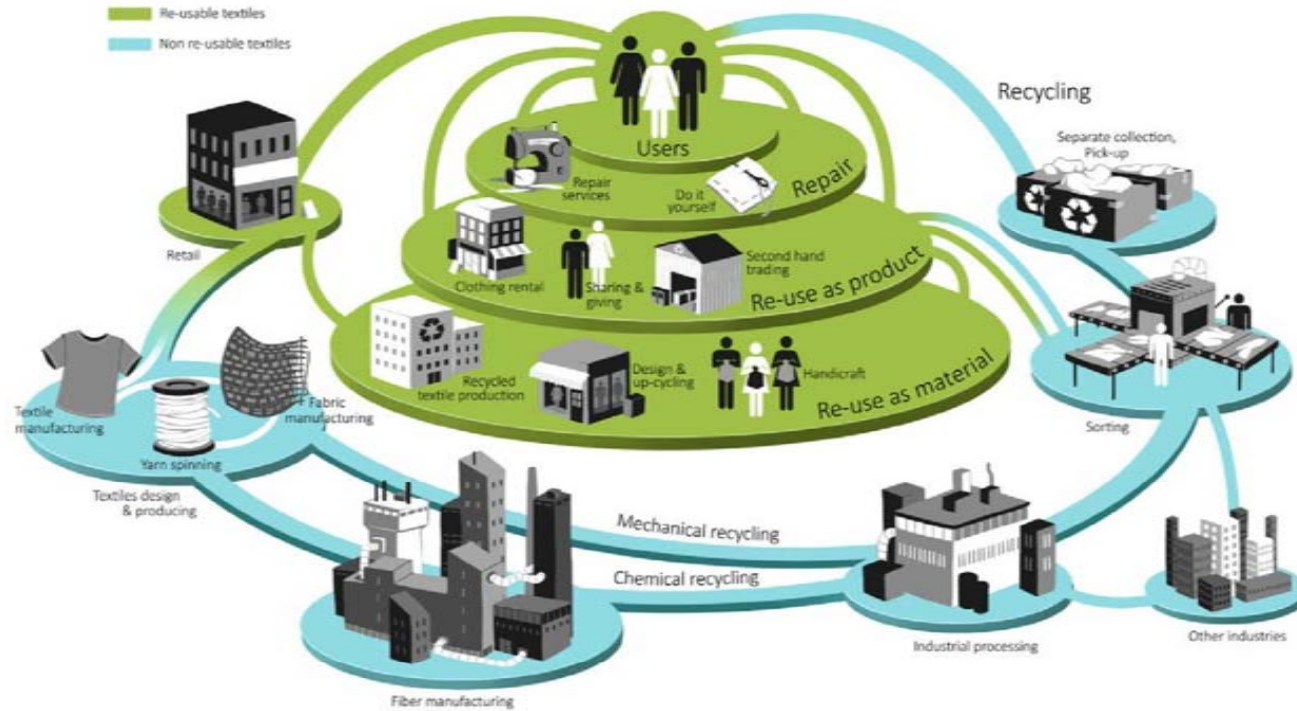 Re-usable textiles
Non re-usable textiles
Recycling
Separate collection,
Pick-up
Users
Repair
Repair
services
Do it
yourself
Retail
Clothing rental
Sharing &
giving
Second hand
trading
Re-use as product
Recycled
textile production
Design &
up-cycling
Handicraft
Re-use as material
Textile
manufacturing
Fabric
manufacturing
Yarn spinning
Textiles design
& producing
Sorting
Mechanical recycling
Chemical recycling
Fiber manufacturing
Industrial processing
Other industries